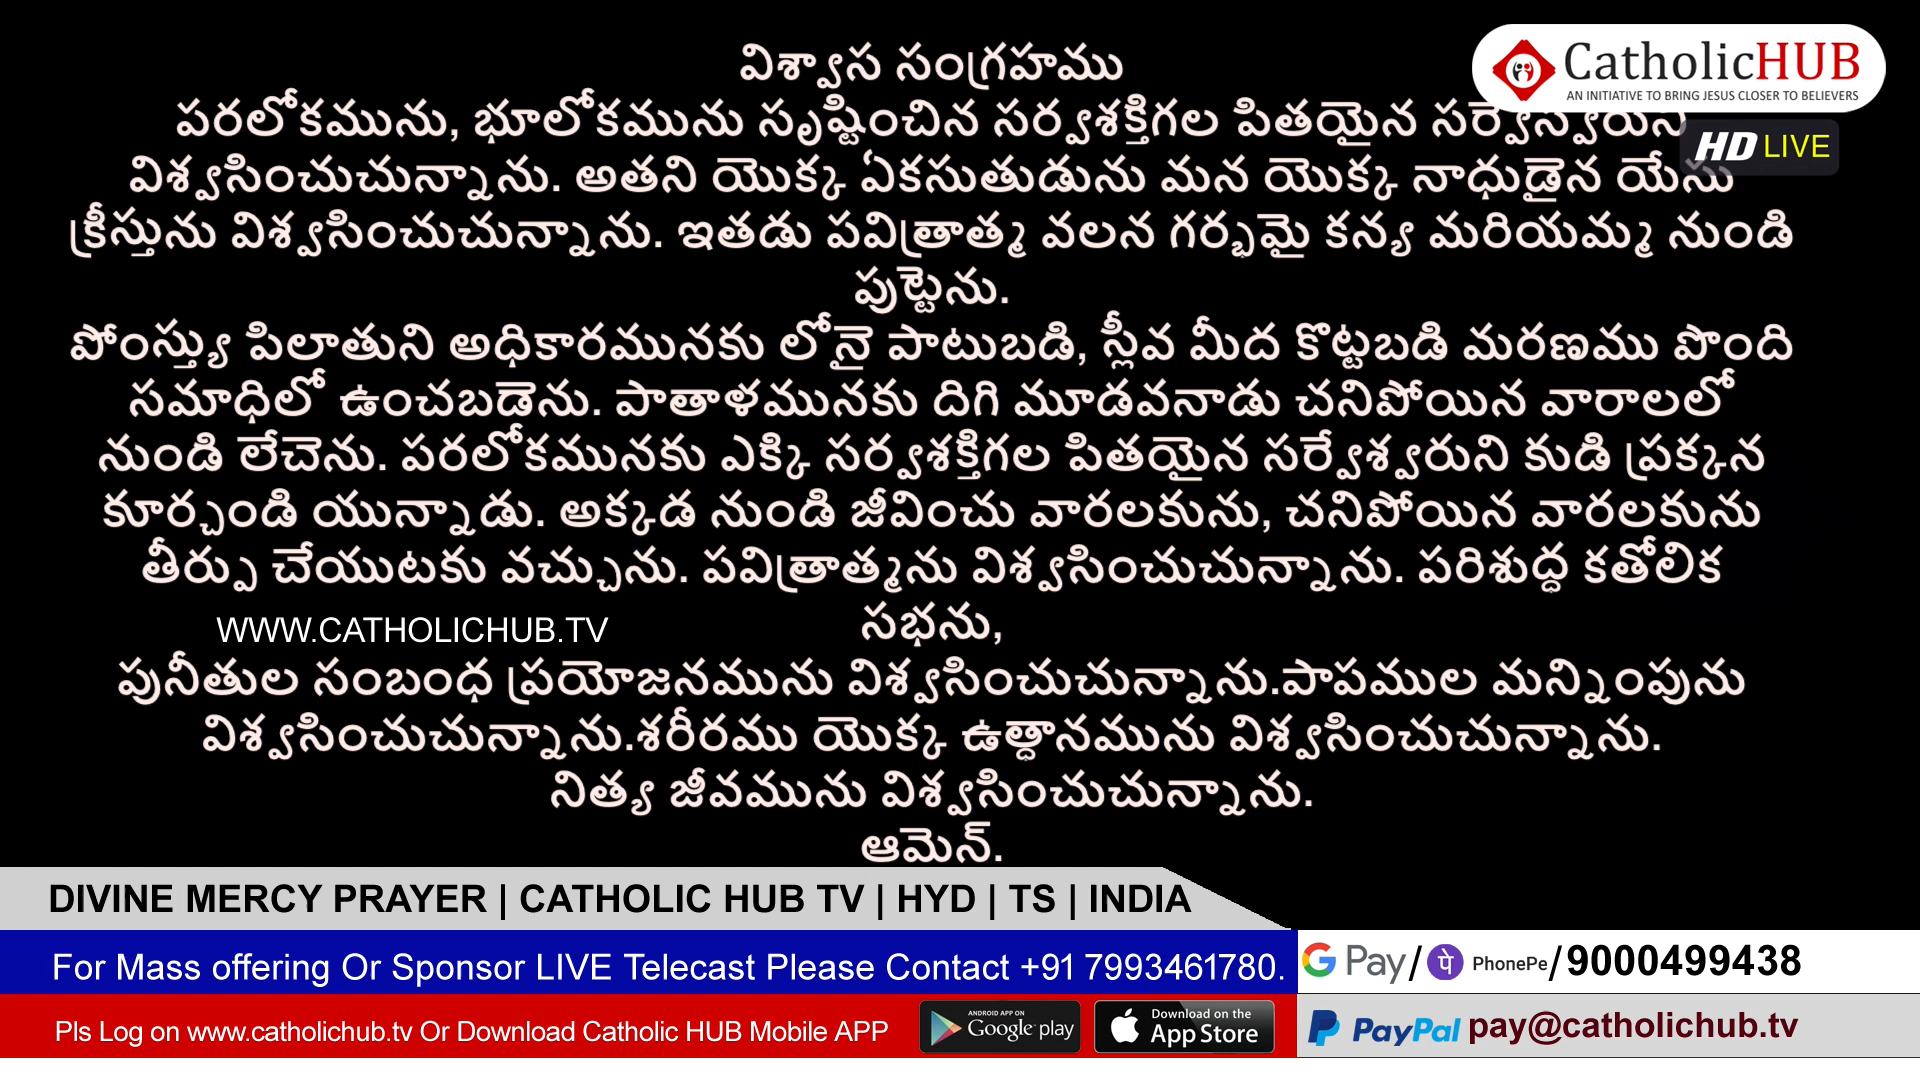 విశ్వాస సంగ్రహము
CatholicHUB
AN INITIATIVE TO BRING JESUS CLOSER TO BELIEVERS
పరలోకమును, భూలోకమును సృష్టించిన సర్వశక్తిగల పితయైన
HD LIVE
విశ్వసించుచున్నాను. అతని యొక్క ఏకసుతుడును మన యొక్క నాధుడైన యేసు
క్రీస్తును విశ్వసించుచున్నాను. ఇతడు పవిత్రాత్మ వలన గర్భమై కన్య మరియమ్మ నుండి
పుట్టెను.
పోంస్త్యు పిలాతుని అధికారమునకు లోనై పాటుబడి, స్లీవ మీద కొట్టబడి మరణము పొంది
సమాధిలో ఉంచబడెను. పాతాళమునకు దిగి మూడవనాడు చనిపోయిన వారాలలో
నుండి లేచెను. పరలోకమునకు ఎక్కి సర్వశక్తిగల పితయైన సర్వేశ్వరుని కుడి ప్రక్కన
కూర్చండి యున్నాడు. అక్కడ నుండి జీవించు వారలకును, చనిపోయిన వారలకును
తీర్పు చేయుటకు వచ్చును. పవిత్రాత్మను విశ్వసించుచున్నాను. పరిశుద్ధ కతోలిక
సభను,
WWW.CATHOLICHUB.TV
పునీతుల సంబంధ ప్రయోజనమును విశ్వసించుచున్నాను.పాపముల మన్నింపును
విశ్వసించుచున్నాను.శరీరము యొక్క ఉత్థానమును విశ్వసించుచున్నాను.
నిత్య జీవమును విశ్వసించుచున్నాను.
ఆమెన్.
DIVINE MERCY PRAYER | CATHOLIC HUB TV | HYD | TS | INDIA
For Mass offering Or Sponsor LIVE Telecast Please Contact +91 7993461780.
G Pay/पे PhonePe/9000499438
Pls Log on www.catholichub.tv Or Download Catholic HUB Mobile APP
ANDROID APP ON
Google play
Download on the
App Store
PayPal pay@catholichub.tv